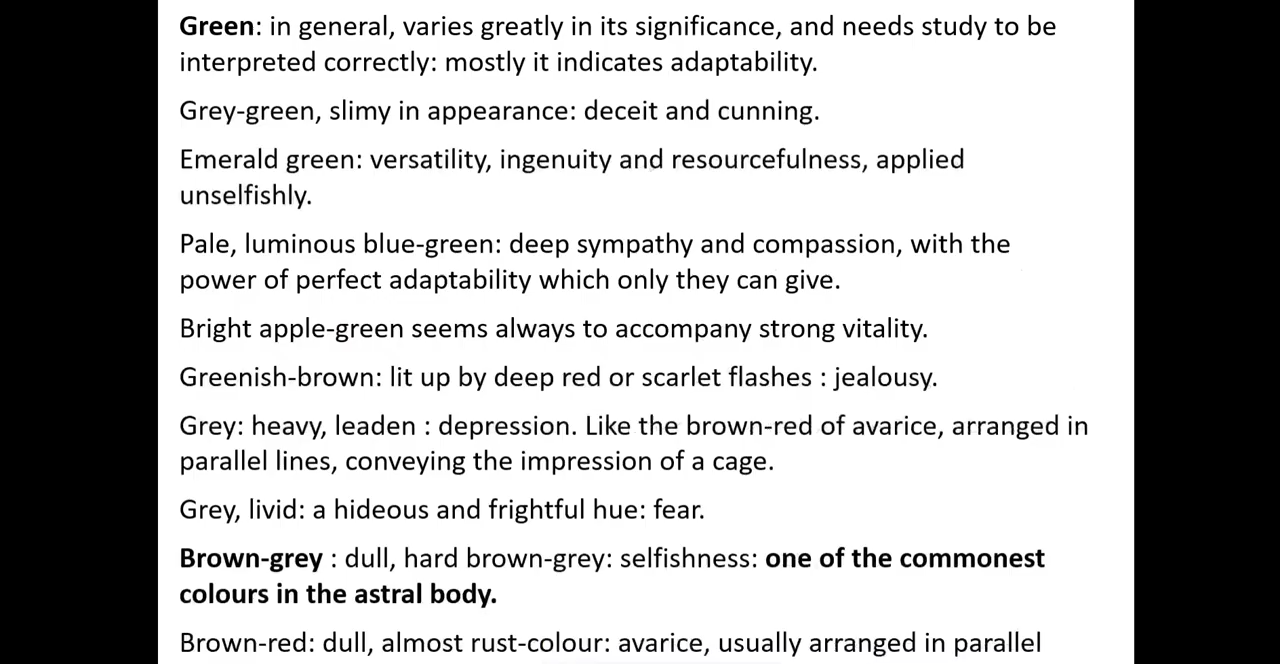 Green: in general, varies greatly in its significance, and needs study to be
interpreted correctly: mostly it indicates adaptability.
Grey-green, slimy in appearance: deceit and cunning.
Emerald green: versatility, ingenuity and resourcefulness, applied
unselfishly.
Pale, luminous blue-green: deep sympathy and compassion, with the
power of perfect adaptability which only they can give.
Bright apple-green seems always to accompany strong vitality.
Greenish-brown: lit up by deep red or scarlet flashes : jealousy.
Grey: heavy, leaden : depression. Like the brown-red of avarice, arranged in
parallel lines, conveying the impression of a cage.
Grey, livid: a hideous and frightful hue: fear.
Brown-grey : dull, hard brown-grey: selfishness: one of the commonest
colours in the astral body.
Brown-red: dull, almost rust-colour: avarice, usually arranged in parallel